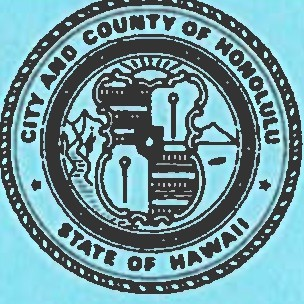 CITY AND COUNTY OF HONOLULU
STATE OF HAWAII